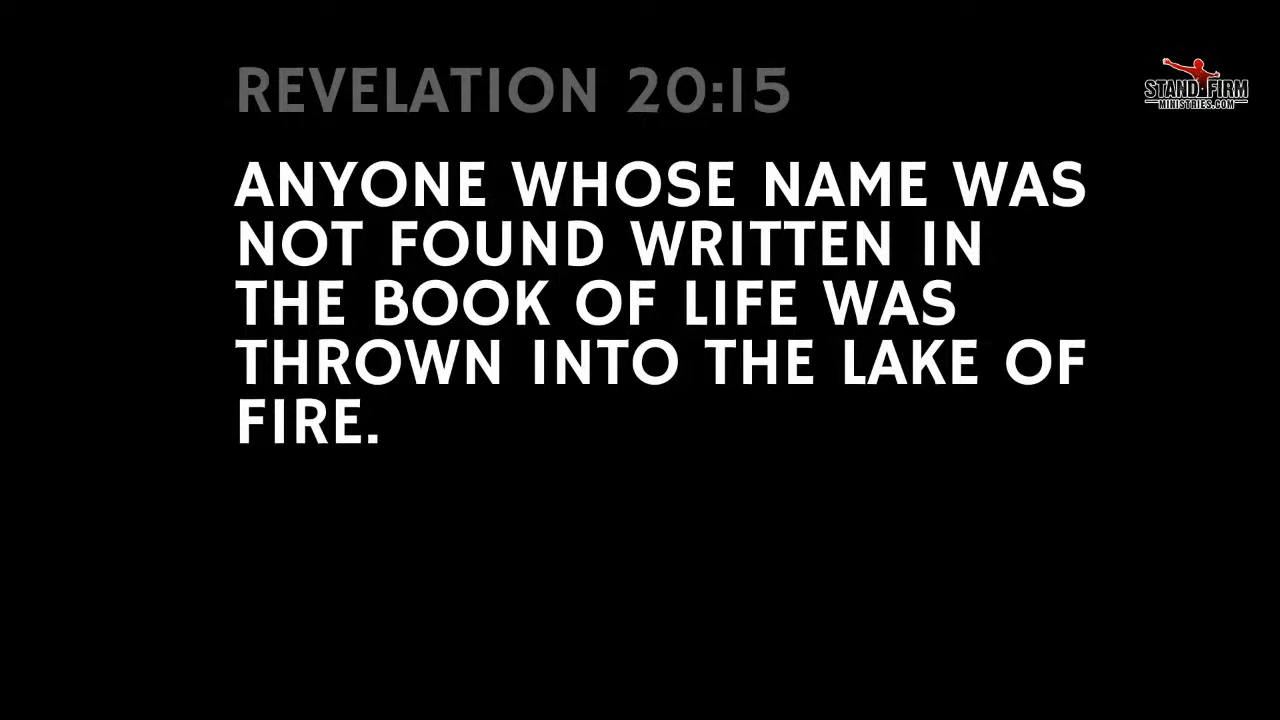 REVELATION 20:15
STAND FIRM
MINISTRIES.COM
ANYONE WHOSE NAME WAS
NOT FOUND WRITTEN IN
THE BOOK OF LIFE WAS
THROWN INTO THE LAKE OF
FIRE.